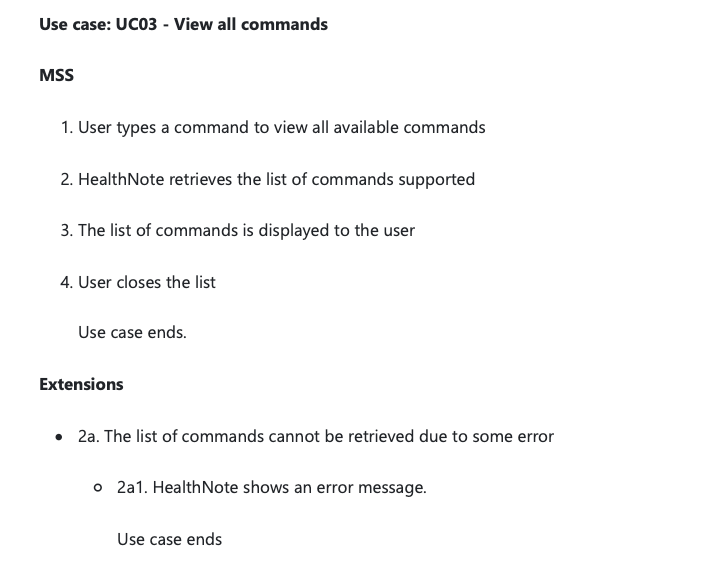 Use case: UC03 - View all commands
MSS
1. User types a command to view all available commands
2. HealthNote retrieves the list of commands supported
3. The list of commands is displayed to the user
4. User closes the list
Use case ends.
Extensions
• 2a. The list of commands cannot be retrieved due to some error
○ 2a1. HealthNote shows an error message.
Use case ends